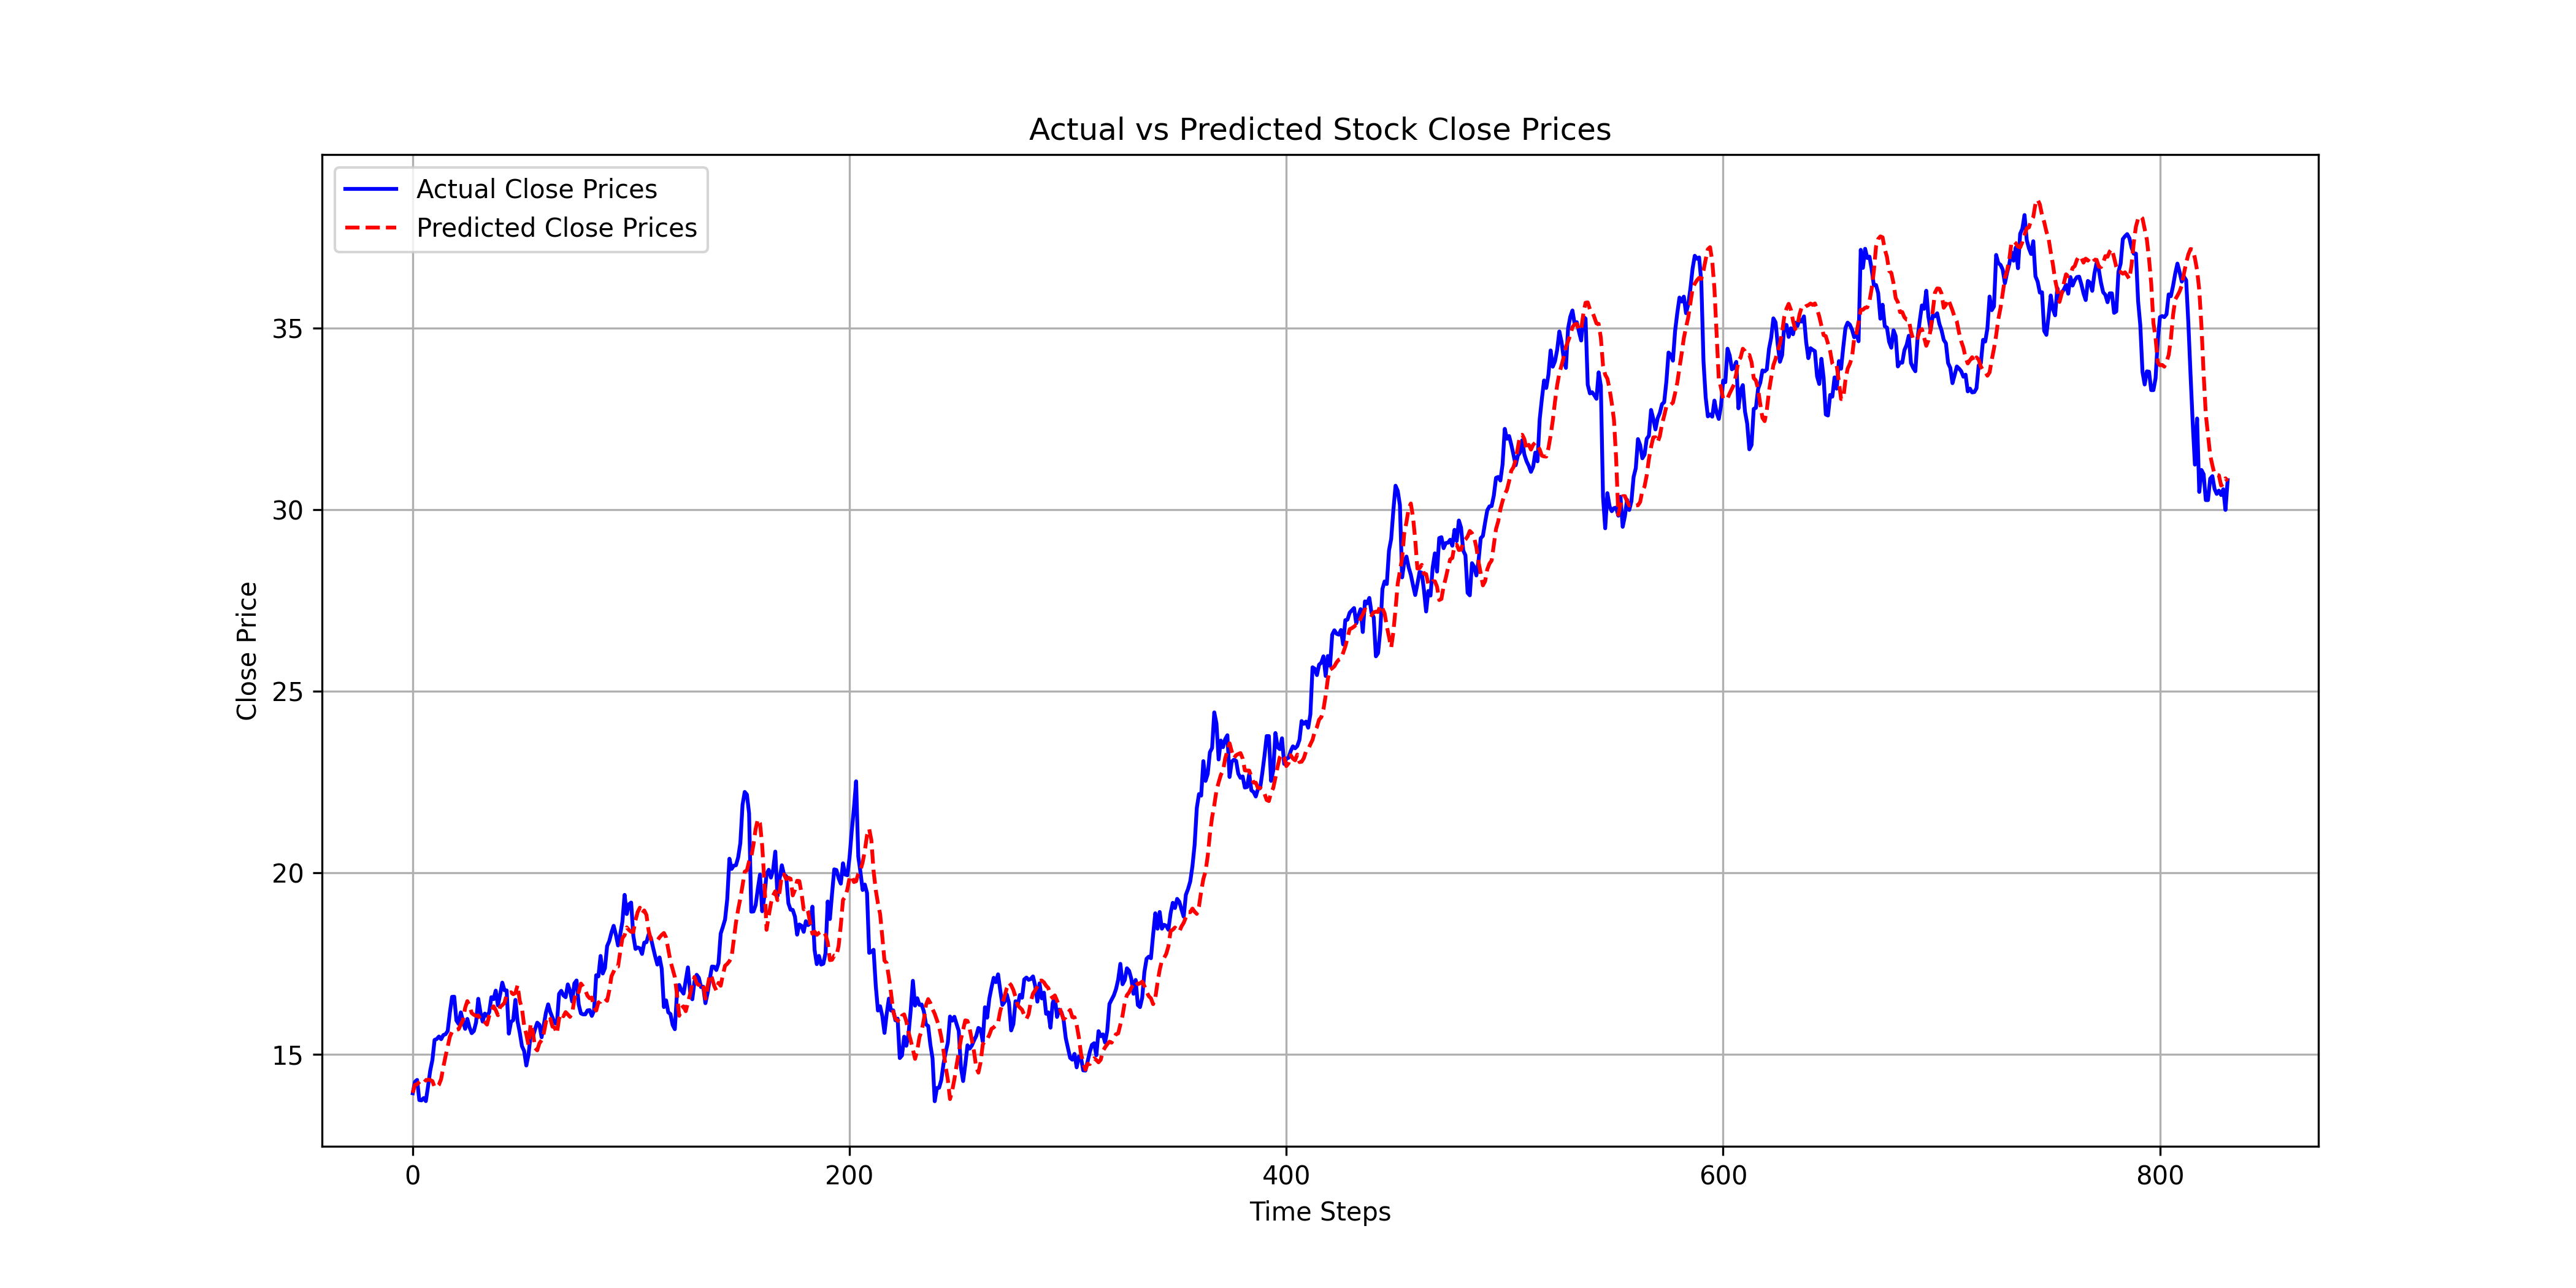 Actual vs Predicted Stock Close Prices
Actual Close Prices
Predicted Close Prices
Close Price
35
30
25
20
15
0 200 400 600 800
Time Steps